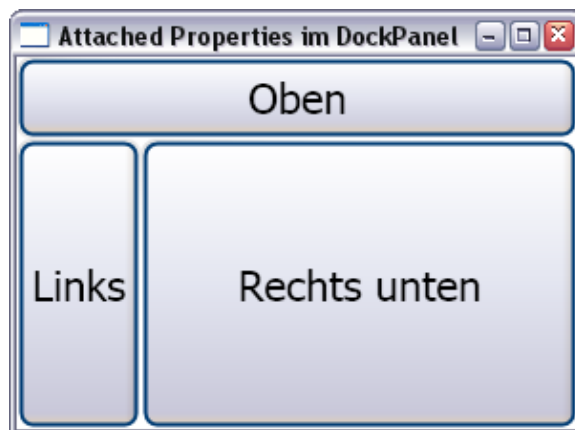 Attached Properties im DockPanel
Oben
Links
Rechts unten